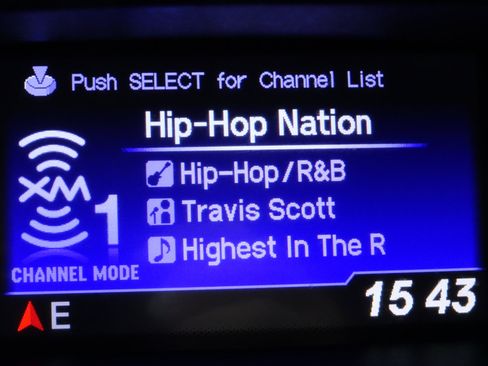 Push SELECT for Channel List
Hip-Hop Nation
XM 1
Hip-Hop/R&B
Travis Scott
Highest In The R
CHANNEL MODE
E
15 43